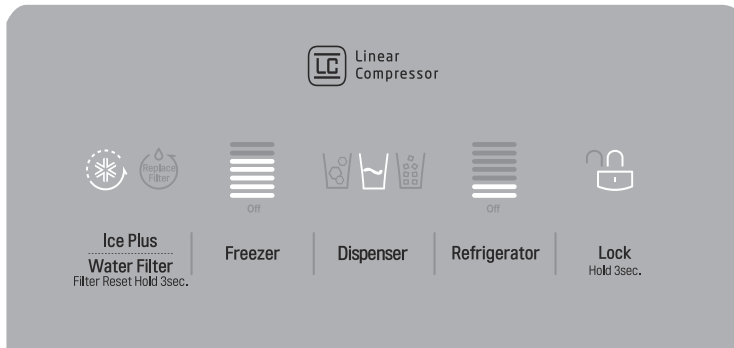 LC
Linear
Compressor
Replace
Filter
Off
Off
Ice Plus
Water Filter
Filter Reset Hold 3sec.
Freezer
Dispenser
Refrigerator
Lock
Hold 3sec.